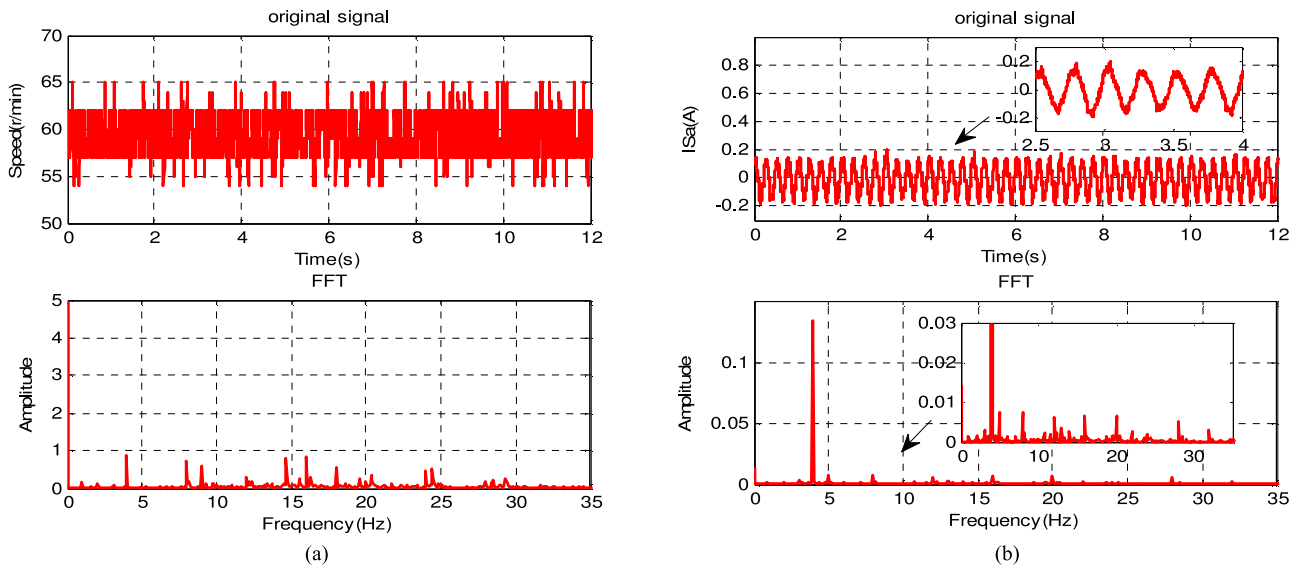 original signal
70
65
60
55
50
Speed(r/min)
0 2 4 6 8 10 12
Time(s)
FFT
5
4
3
2
1
0
Amplitude
0 5 10 15 20 25 30 35
Frequency(Hz)
(a)
original signal
0.8
0.6
0.4
0.2
0
-0.2
ISa(A)
0.2
0
-0.2
2.5 3 3.5 4
0 2 4 6 8 10 12
Time(s)
FFT
0.1
0.05
0
Amplitude
0.03
0.02
0.01
0
0 10 20 30
0 5 10 15 20 25 30 35
Frequency(Hz)
(b)